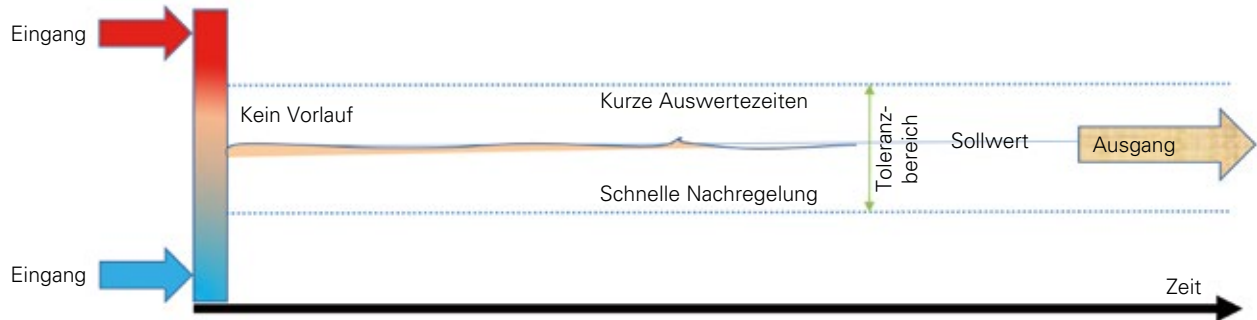 Eingang
Kein Vorlauf
Kurze Auswertezeiten
Toleranz-
bereich
Sollwert
Ausgang
Schnelle Nachregelung
Eingang
Zeit